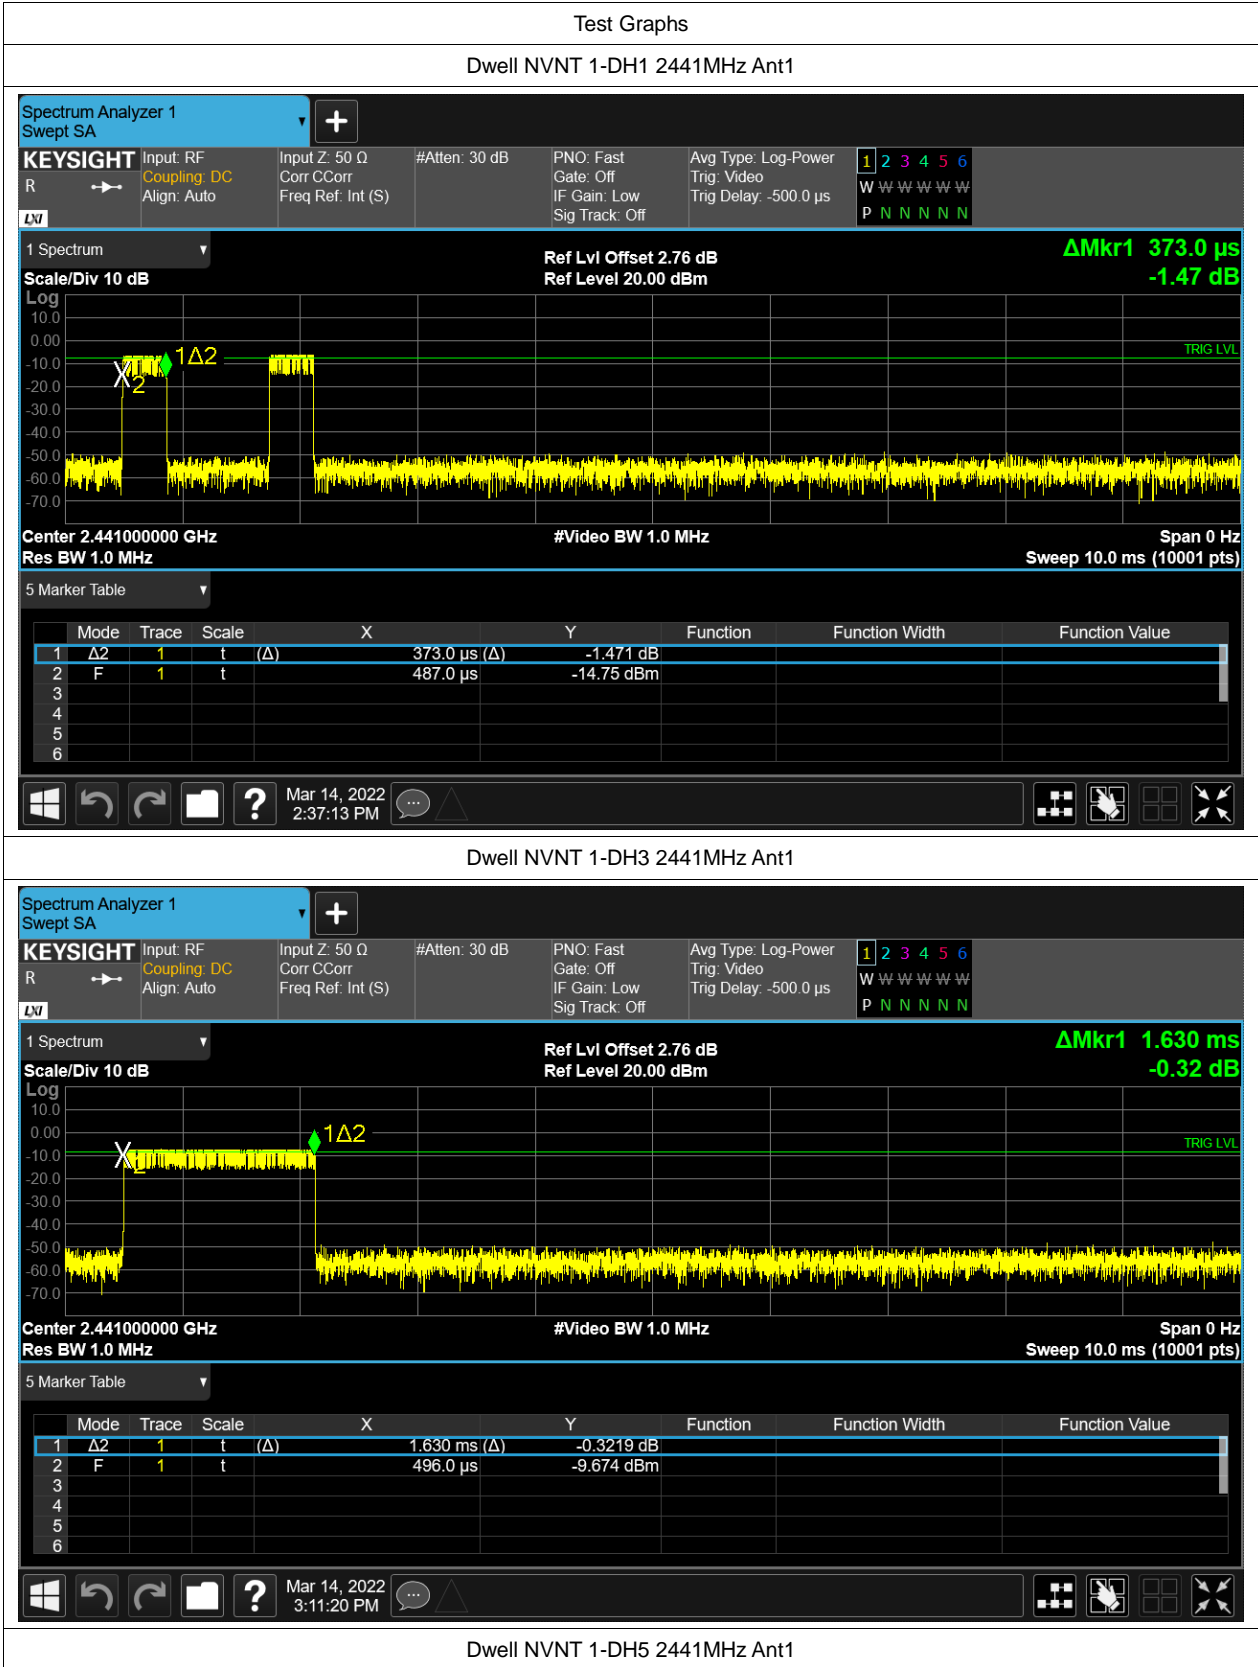 Test Graphs
Dwell NVNT 1-DH1 2441MHz Ant1
Spectrum Analyzer 1
Swept SA
KEYSIGHT Input: RF Input Z: 50 Ω #Atten: 30 dB PNO: Fast Avg Type: Log-Power 1 2 3 4 5 6
R Coupling: DC Corr CCorr Gate: Off Trig: Video W W W W W W
Align: Auto Freq Ref: Int (S) IF Gain: Low Trig Delay: -500.0 µs
LXI Sig Track: Off P N N N N N
1 Spectrum Ref Lvl Offset 2.76 dB ΔMkr1 373.0 µs
Scale/Div 10 dB Ref Level 20.00 dBm -1.47 dB
Log
10.0
0.00
TRIG LVL
1Δ2
-10.0
X2
-20.0
-30.0
-40.0
-50.0
-60.0
-70.0
Center 2.441000000 GHz #Video BW 1.0 MHz Span 0 Hz
Res BW 1.0 MHz Sweep 10.0 ms (10001 pts)
5 Marker Table
Mode Trace Scale X Y Function Function Width Function Value
1 Δ2 1 t (Δ) 373.0 µs (Δ) -1.471 dB
2 F 1 t 487.0 µs -14.75 dBm
3
4
5
6
? Mar 14, 2022
2:37:13 PM
Dwell NVNT 1-DH3 2441MHz Ant1
Spectrum Analyzer 1
Swept SA
KEYSIGHT Input: RF Input Z: 50 Ω #Atten: 30 dB PNO: Fast Avg Type: Log-Power 1 2 3 4 5 6
R Coupling: DC Corr CCorr Gate: Off Trig: Video W W W W W W
Align: Auto Freq Ref: Int (S) IF Gain: Low Trig Delay: -500.0 µs
LXI Sig Track: Off P N N N N N
1 Spectrum Ref Lvl Offset 2.76 dB ΔMkr1 1.630 ms
Scale/Div 10 dB Ref Level 20.00 dBm -0.32 dB
Log
10.0
0.00
1Δ2
TRIG LVL
-10.0
X2
-20.0
-30.0
-40.0
-50.0
-60.0
-70.0
Center 2.441000000 GHz #Video BW 1.0 MHz Span 0 Hz
Res BW 1.0 MHz Sweep 10.0 ms (10001 pts)
5 Marker Table
Mode Trace Scale X Y Function Function Width Function Value
1 Δ2 1 t (Δ) 1.630 ms (Δ) -0.3219 dB
2 F 1 t 496.0 µs -9.674 dBm
3
4
5
6
? Mar 14, 2022
3:11:20 PM
Dwell NVNT 1-DH5 2441MHz Ant1